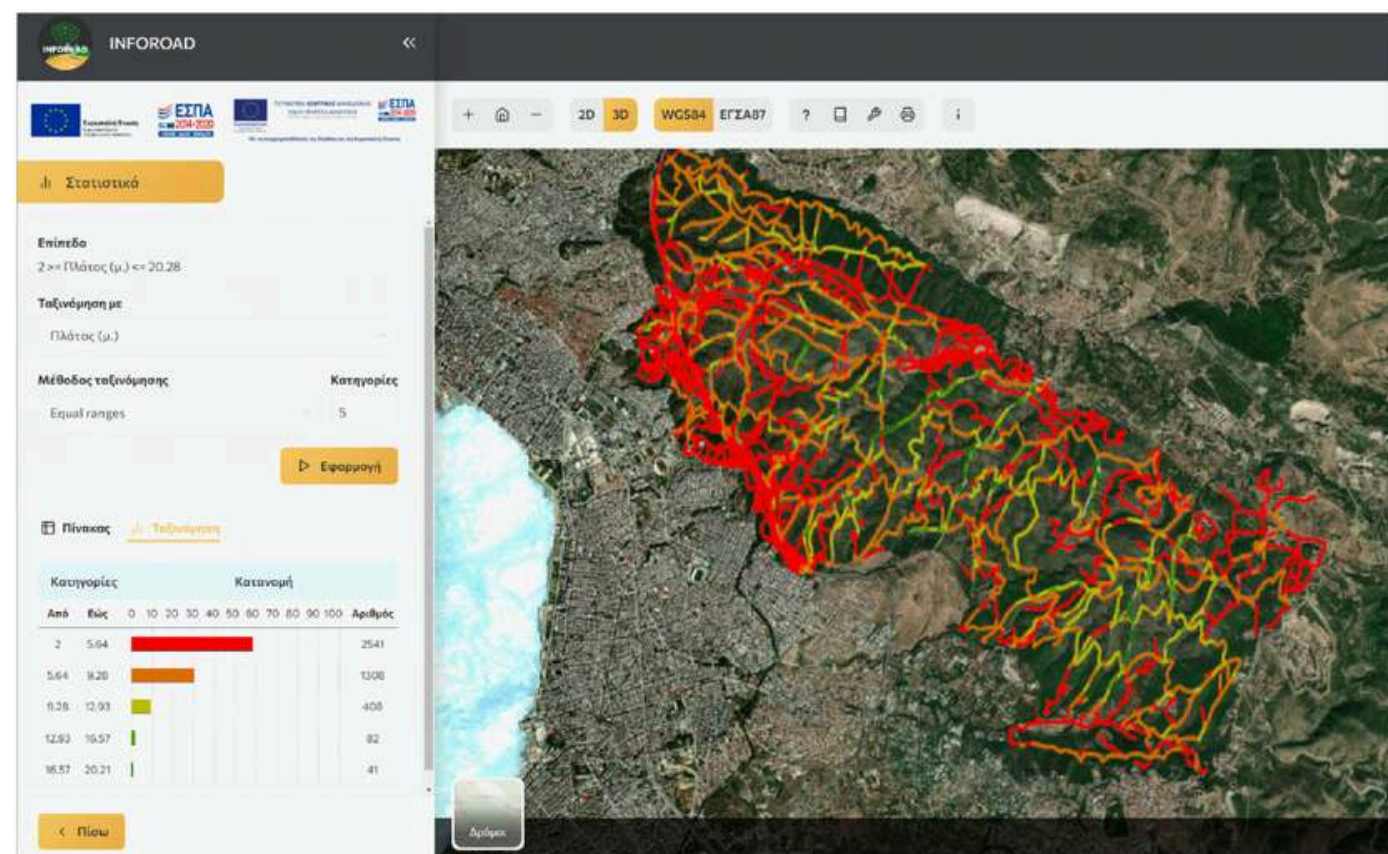 INFOROAD
«
ΕΣΠΑ
2014-2020
ΕΣΠΑ
+ − 2D 3D WGS84 ΕΓΣΑ87 ? i
Στατιστικά
Επίπεδο
2 >= Πλάτος (μ.) <= 20.28
Ταξινόμηση με
Πλάτος (μ.)
Μέθοδος ταξινόμησης Κατηγορίες
Equal ranges 5
Εφαρμογή
Πίνακας Ταξινόμηση
Κατηγορίες Κατανομή
Από Εώς 0 10 20 30 40 50 60 70 80 90 100 Αριθμός
2 5.64 2541
5.64 9.28 1308
9.28 12.93 408
12.93 16.57 82
16.57 20.21 41
< Πίσω
Δρόμοι